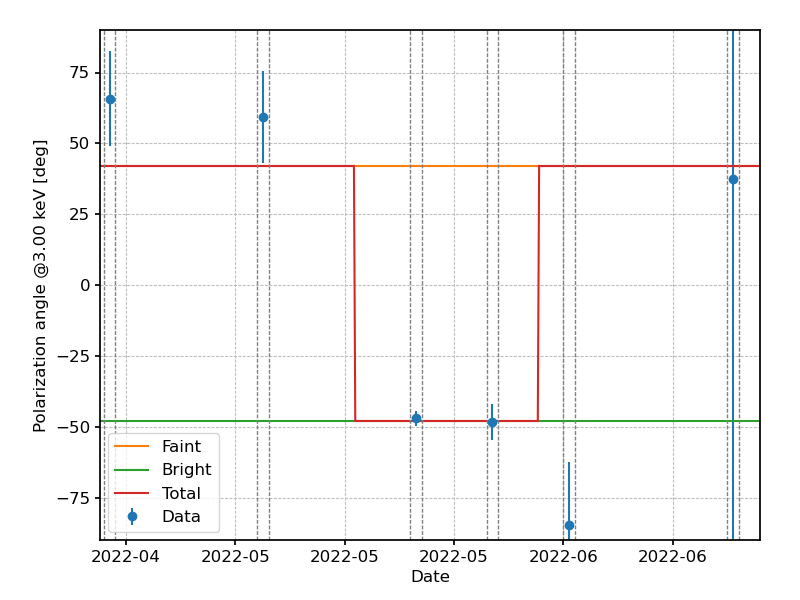 Polarization angle @3.00 keV [deg]
75
50
25
0
−25
−50
−75
Faint
Bright
Total
Data
2022-04
2022-05
2022-05
2022-05
2022-06
2022-06
Date